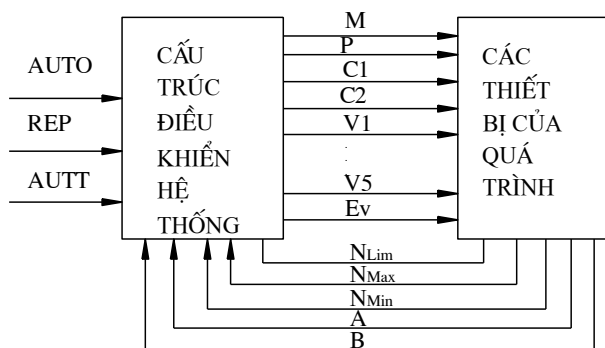 AUTO
REP
AUTT
CẤU
TRÚC
ĐIỀU
KHIỂN
HỆ
THỐNG
M
P
C1
C2
V1
V5
Ev
CÁC
THIẾT
BỊ CỦA
QUÁ
TRÌNH
NLim
NMax
NMin
A
B